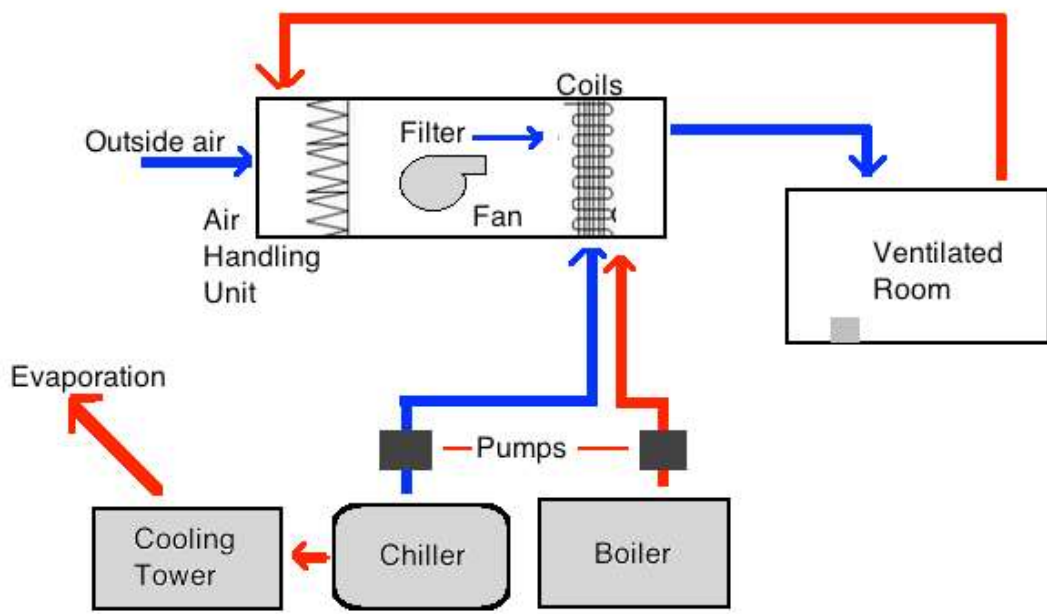 Coils
Outside air
Filter
Air
Handling
Unit
Fan
Ventilated
Room
Evaporation
Pumps
Cooling
Tower
Chiller
Boiler